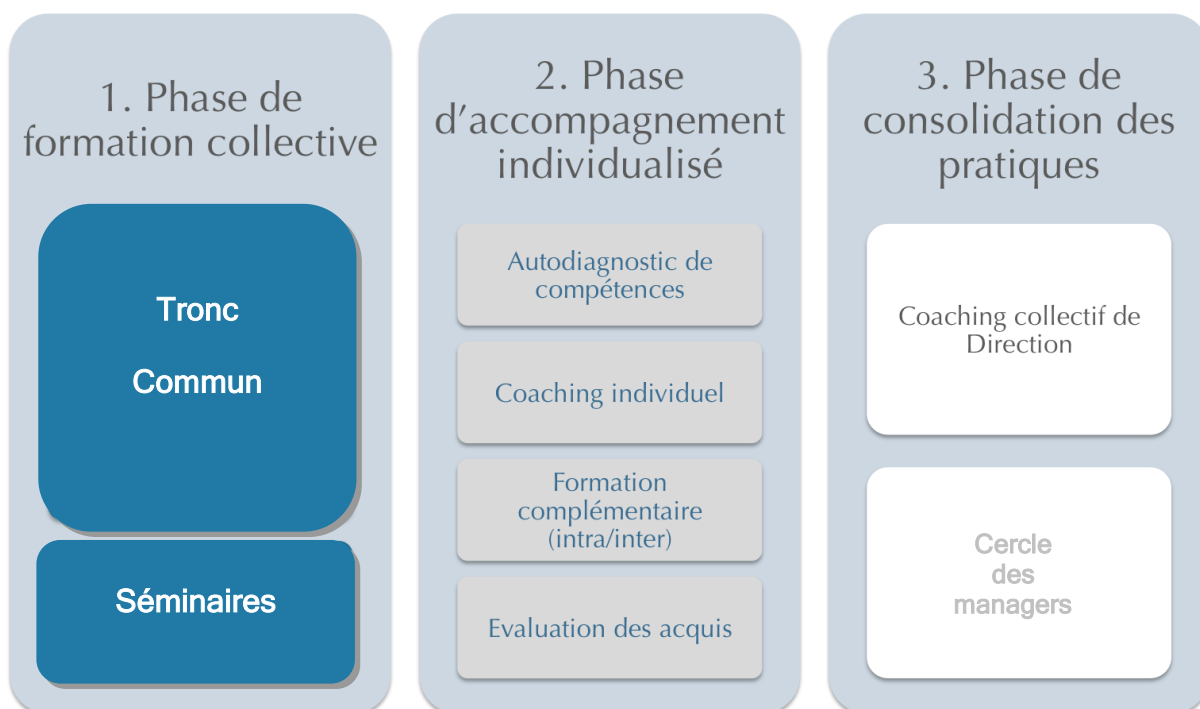 1. Phase de
formation collective
Tronc
Commun
Séminaires
2. Phase
d’accompagnement
individualisé
Autodiagnostic de
compétences
Coaching individuel
Formation
complémentaire
(intra/inter)
Evaluation des acquis
3. Phase de
consolidation des
pratiques
Coaching collectif de
Direction
Cercle
des
managers